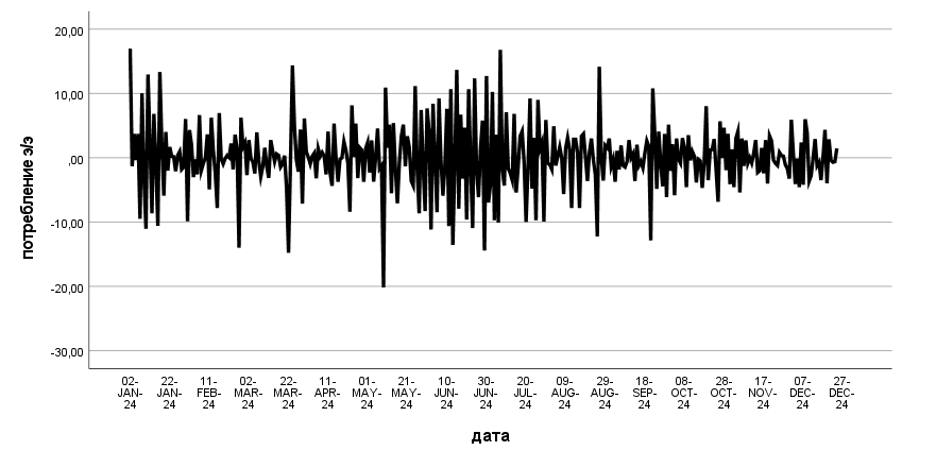 20,00
10,00
,00
-10,00
-20,00
-30,00
потребление э/э
02-
JAN-
24
22-
JAN-
24
11-
FEB-
24
02-
MAR-
24
22-
MAR-
24
11-
APR-
24
01-
MAY-
24
21-
MAY-
24
10-
JUN-
24
30-
JUN-
24
20-
JUL-
24
09-
AUG-
24
29-
AUG-
24
18-
SEP-
24
08-
OCT-
24
28-
OCT-
24
17-
NOV-
24
07-
DEC-
24
27-
DEC-
24
дата